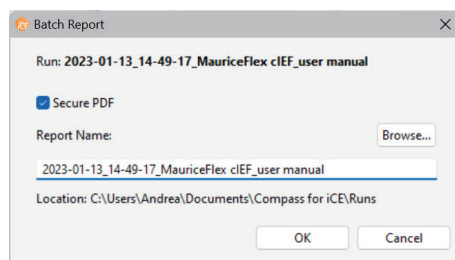 iCE Batch Report
Run: 2023-01-13_14-49-17_MauriceFlex cIEF_user manual
Secure PDF
Report Name:
Browse...
2023-01-13_14-49-17_MauriceFlex cIEF_user manual
Location: C:\Users\Andrea\Documents\Compass for iCE\Runs
OK
Cancel